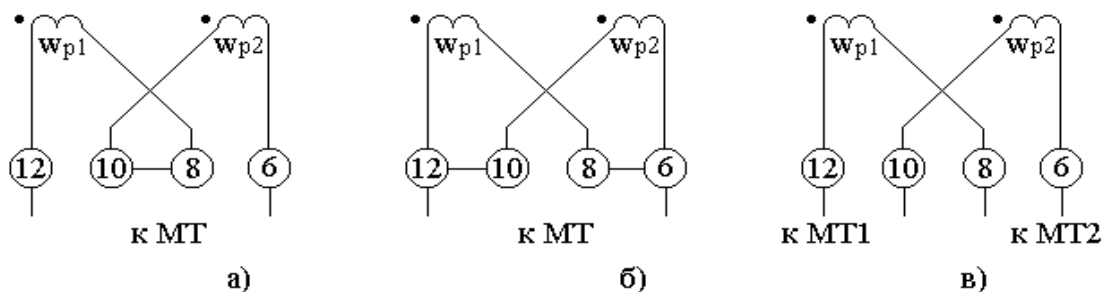 wp1 wp2 wp1 wp2 wp1 wp2
12 10 8 6 12 10 8 6 12 10 8 6
к МТ к МТ к МТ1 к МТ2
а) б) в)